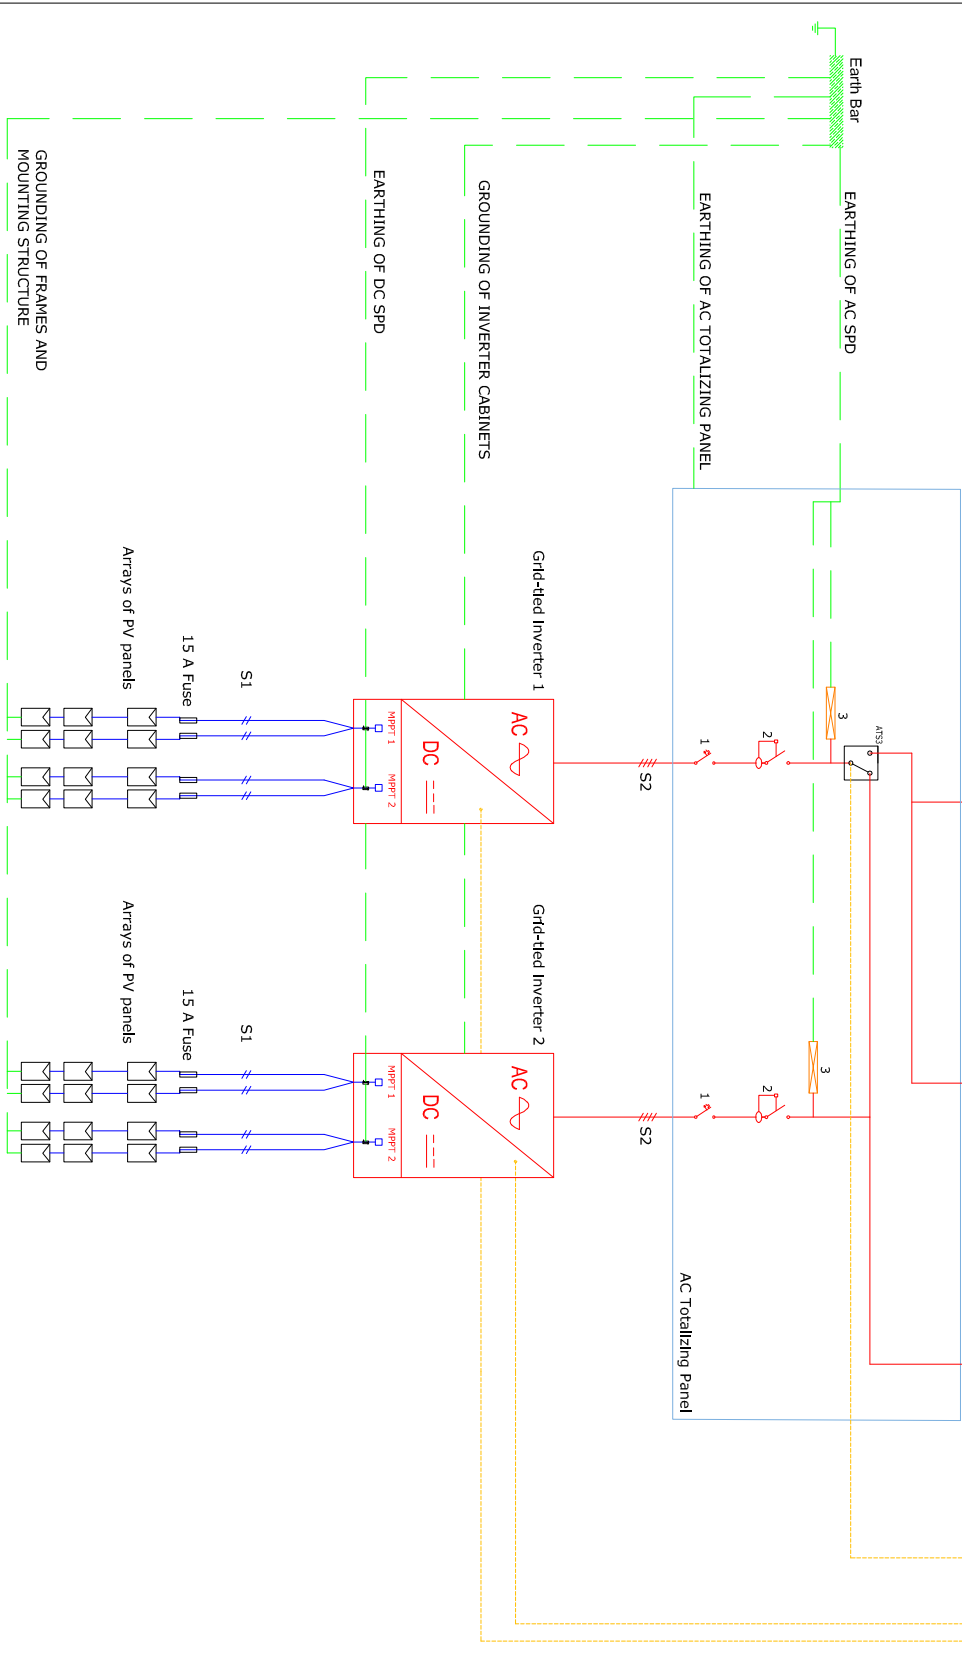 Earth Bar
EARTHING OF AC SPD
EARTHING OF AC TOTALIZING PANEL
GROUNDING OF INVERTER CABINETS
EARTHING OF DC SPD
GROUNDING OF FRAMES AND
MOUNTING STRUCTURE
ATS3
3
2
1
S2
Grid-tied Inverter 1
AC
DC
MPPT 1
MPPT 2
S1
15 A Fuse
Arrays of PV panels
3
2
1
S2
Grid-tied Inverter 2
AC
DC
MPPT 1
MPPT 2
S1
15 A Fuse
Arrays of PV panels
AC Totalizing Panel